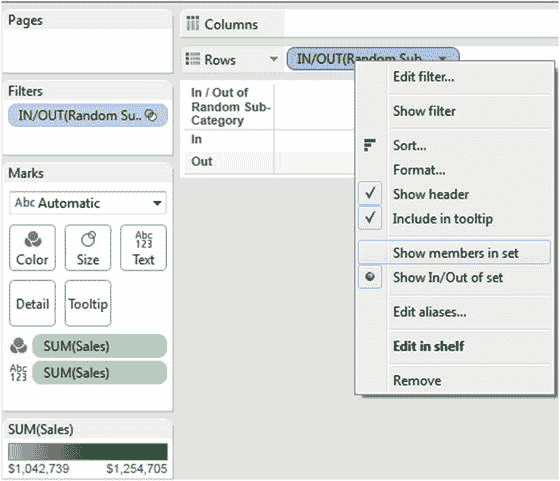 Pages
Columns
Rows
IN/OUT(Random Sub
Filters
IN/OUT(Random Su..
In / Out of
Random Sub-
Category
In
Out
Marks
Abc Automatic
Color
Size
Abc
123
Text
Detail
Tooltip
SUM(Sales)
Abc
123
SUM(Sales)
SUM(Sales)
$1,042,739 $1,254,705
Edit filter...
Show filter
Sort...
Format...
Show header
Include in tooltip
Show members in set
Show In/Out of set
Edit aliases...
Edit in shelf
Remove